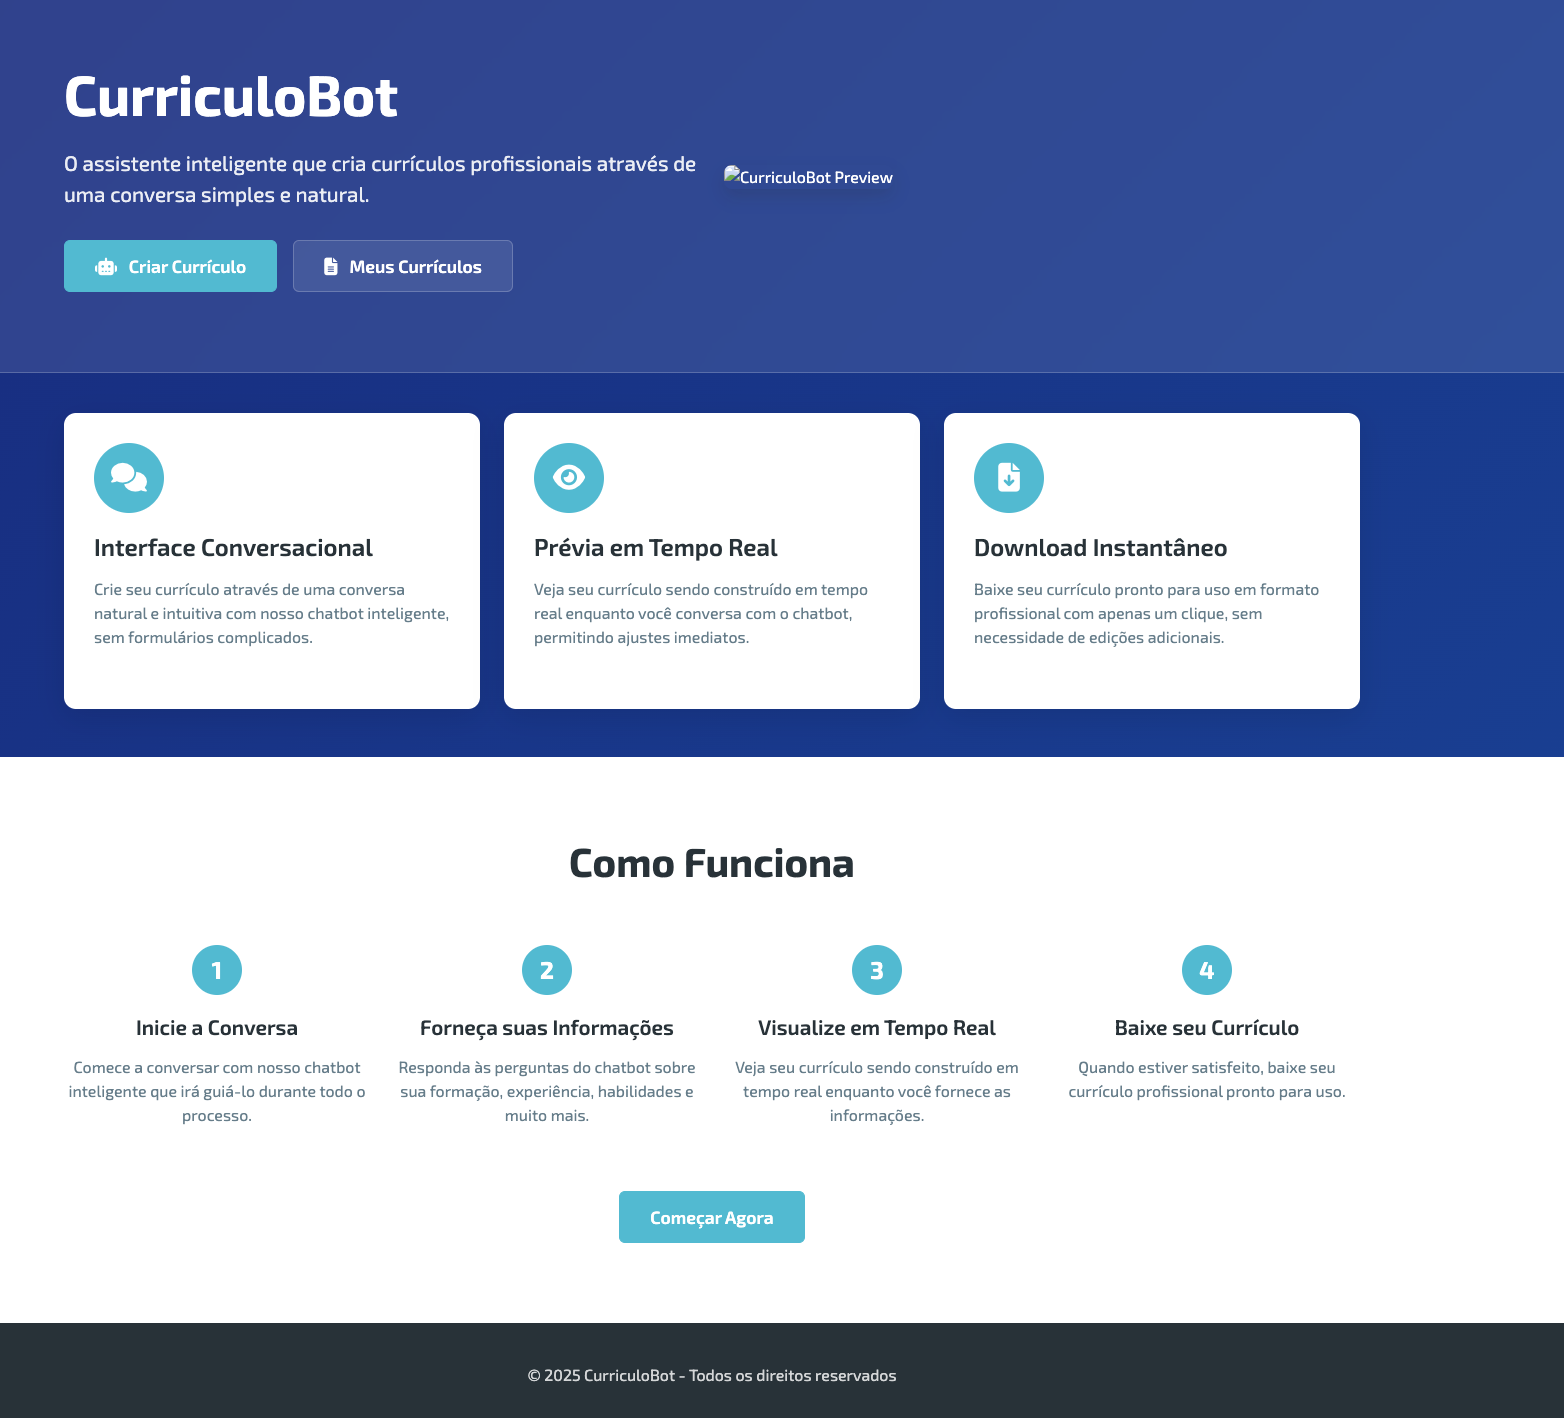 CurriculoBot
O assistente inteligente que cria currículos profissionais através de
uma conversa simples e natural.
CurriculoBot Preview
Criar Currículo
Meus Currículos
Interface Conversacional
Crie seu currículo através de uma conversa
natural e intuitiva com nosso chatbot inteligente,
sem formulários complicados.
Prévia em Tempo Real
Veja seu currículo sendo construído em tempo
real enquanto você conversa com o chatbot,
permitindo ajustes imediatos.
Download Instantâneo
Baixe seu currículo pronto para uso em formato
profissional com apenas um clique, sem
necessidade de edições adicionais.
Como Funciona
1
Inicie a Conversa
Comece a conversar com nosso chatbot
inteligente que irá guiá-lo durante todo o
processo.
2
Forneça suas Informações
Responda às perguntas do chatbot sobre
sua formação, experiência, habilidades e
muito mais.
3
Visualize em Tempo Real
Veja seu currículo sendo construído em
tempo real enquanto você fornece as
informações.
4
Baixe seu Currículo
Quando estiver satisfeito, baixe seu
currículo profissional pronto para uso.
Começar Agora
© 2025 CurriculoBot - Todos os direitos reservados